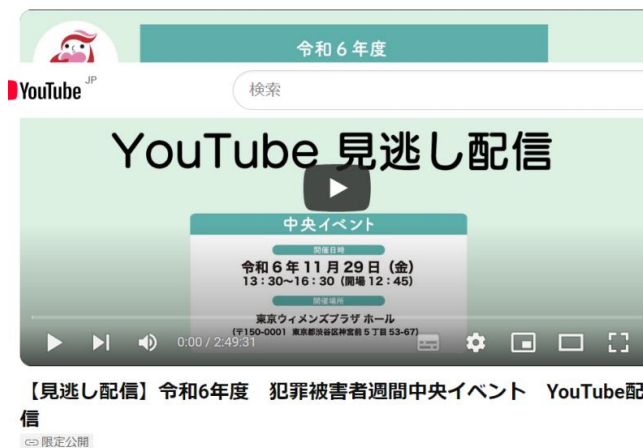 令和６年度
YouTube JP
検索
YouTube 見逃し配信
中央イベント
開催日時
令和６年11月29日（金）
13：30～16：30（開場12：45）
開催場所
東京ウィメンズプラザ ホール
（〒150-0001 東京都渋谷区神宮前５丁目53-67）
0:00 / 2:49:31
【見逃し配信】令和6年度　犯罪被害者週間中央イベント　YouTube配
信
限定公開